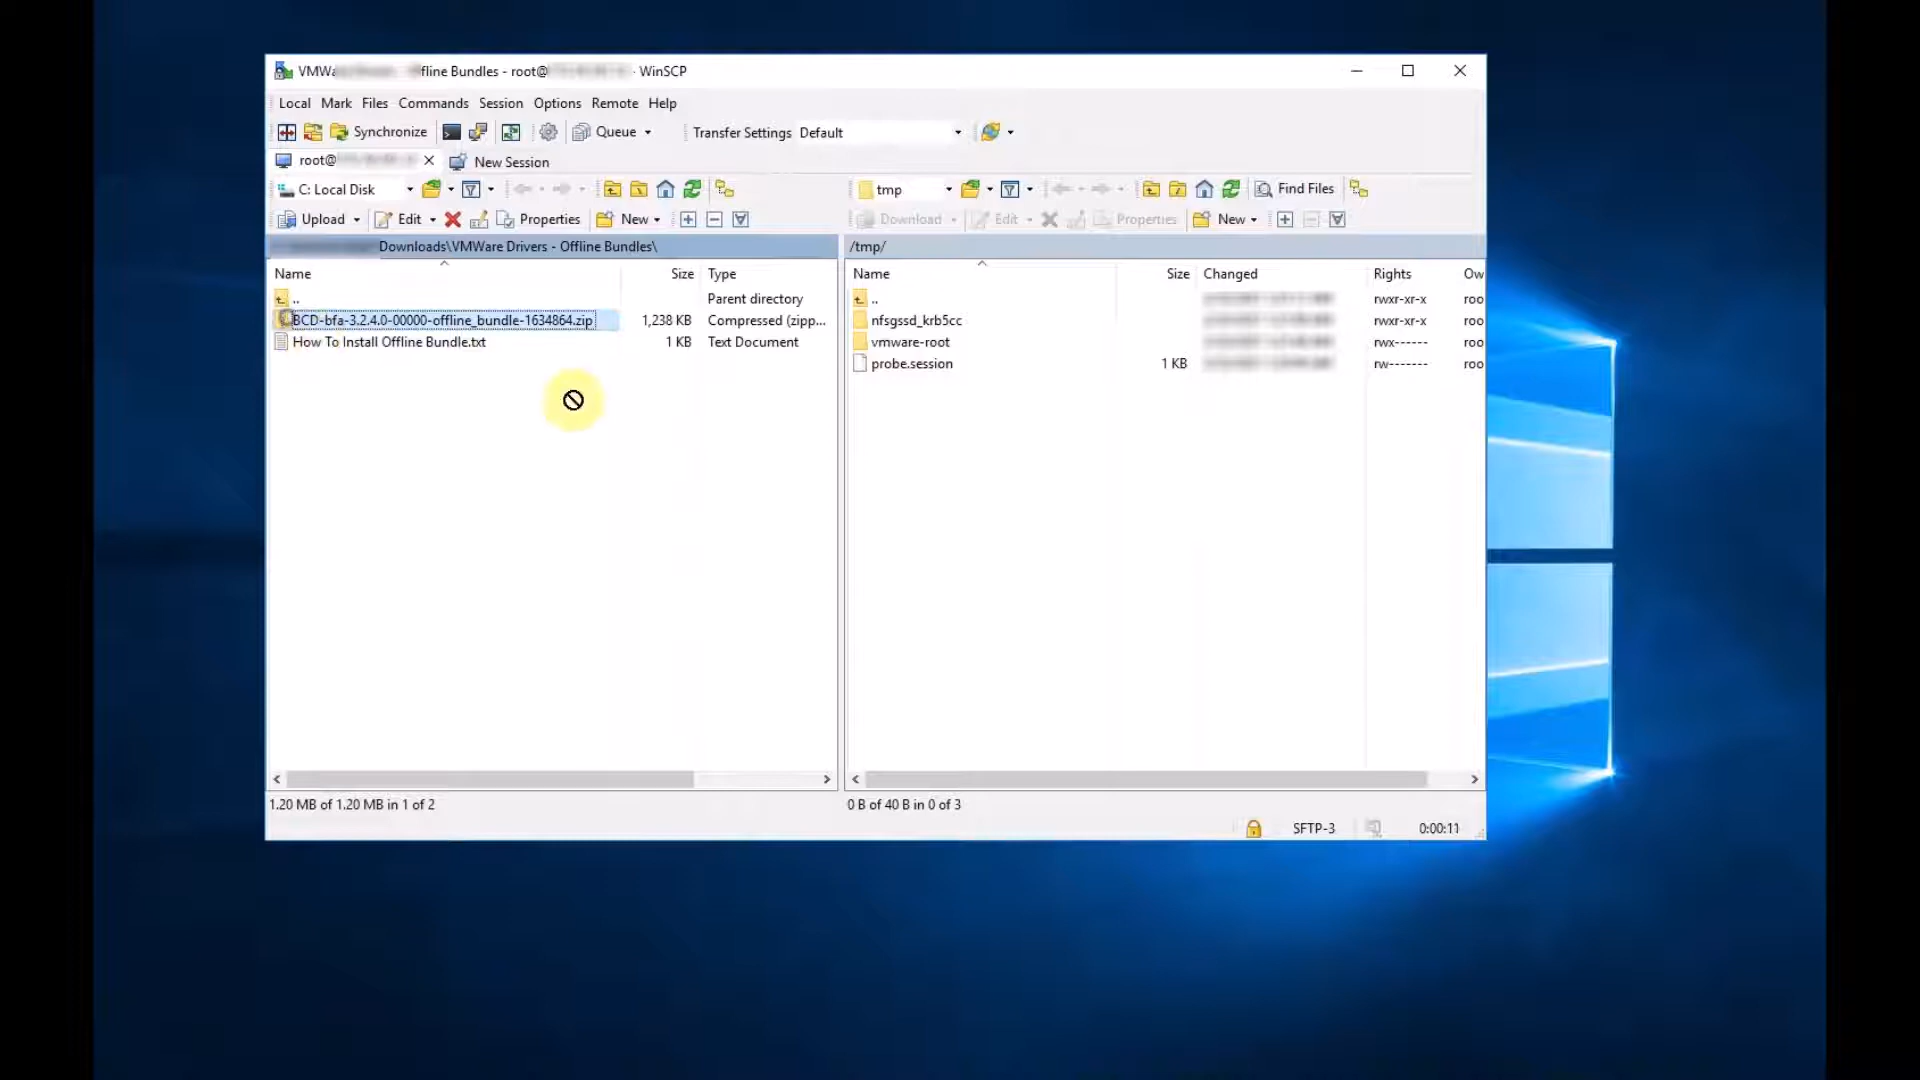 VMWa fline Bundles - root@ - WinSCP
Local Mark Files Commands Session Options Remote Help
Synchronize Queue Transfer Settings Default
root@ New Session
C: Local Disk tmp Find Files
Upload Edit Properties New Download Edit Properties New
Downloads\VMWare Drivers - Offline Bundles\ /tmp/
Name Size Type Name Size Changed Rights Ow
.. Parent directory .. rwxr-xr-x roo
BCD-bfa-3.2.4.0-00000-offline_bundle-1634864.zip 1,238 KB Compressed (zipp... nfsgssd_krb5cc rwxr-xr-x roo
How To Install Offline Bundle.txt 1 KB Text Document vmware-root rwx------ roo
probe.session 1 KB rw------- roo
1.20 MB of 1.20 MB in 1 of 2 0 B of 40 B in 0 of 3
SFTP-3 0:00:11